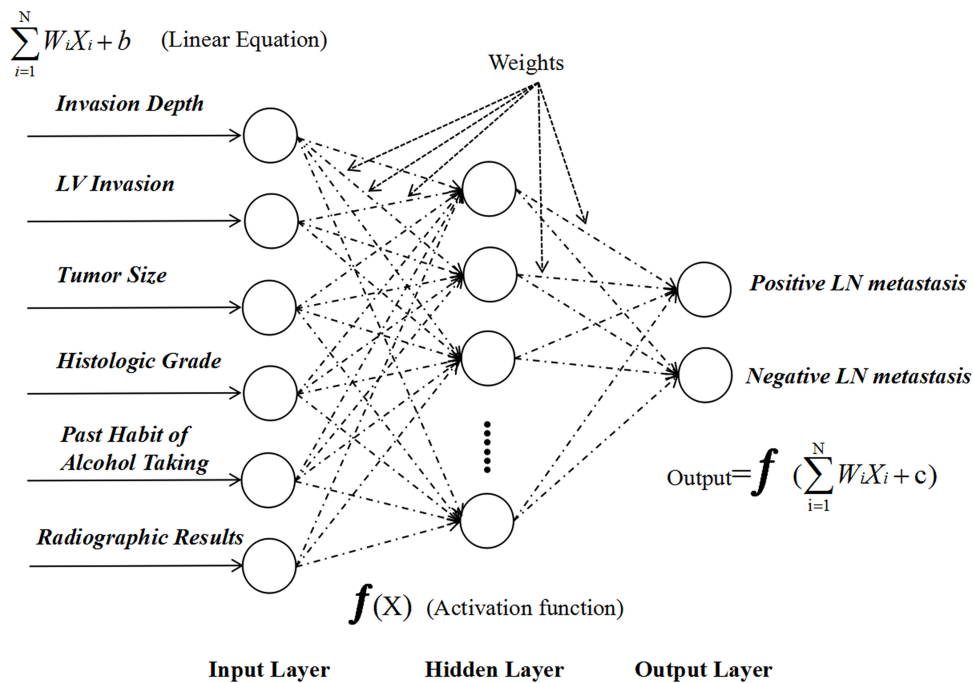 N
∑ WiXi + b (Linear Equation)
i=1
Weights
Invasion Depth
LV Invasion
Tumor Size
Histologic Grade
Past Habit of
Alcohol Taking
Radiographic Results
Positive LN metastasis
Negative LN metastasis
N
Output=f (∑ WiXi + c)
i=1
f(X) (Activation function)
Input Layer Hidden Layer Output Layer